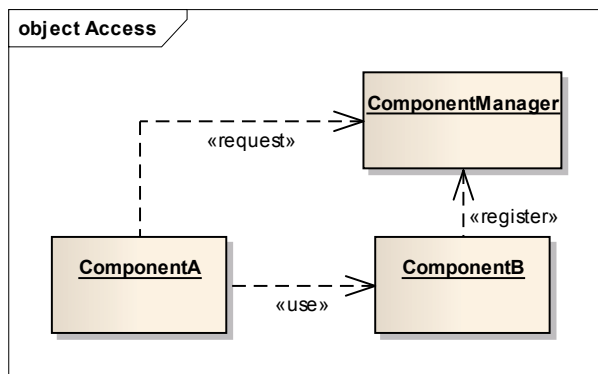 object Access
ComponentManager
«request»
«register»
ComponentA
ComponentB
«use»